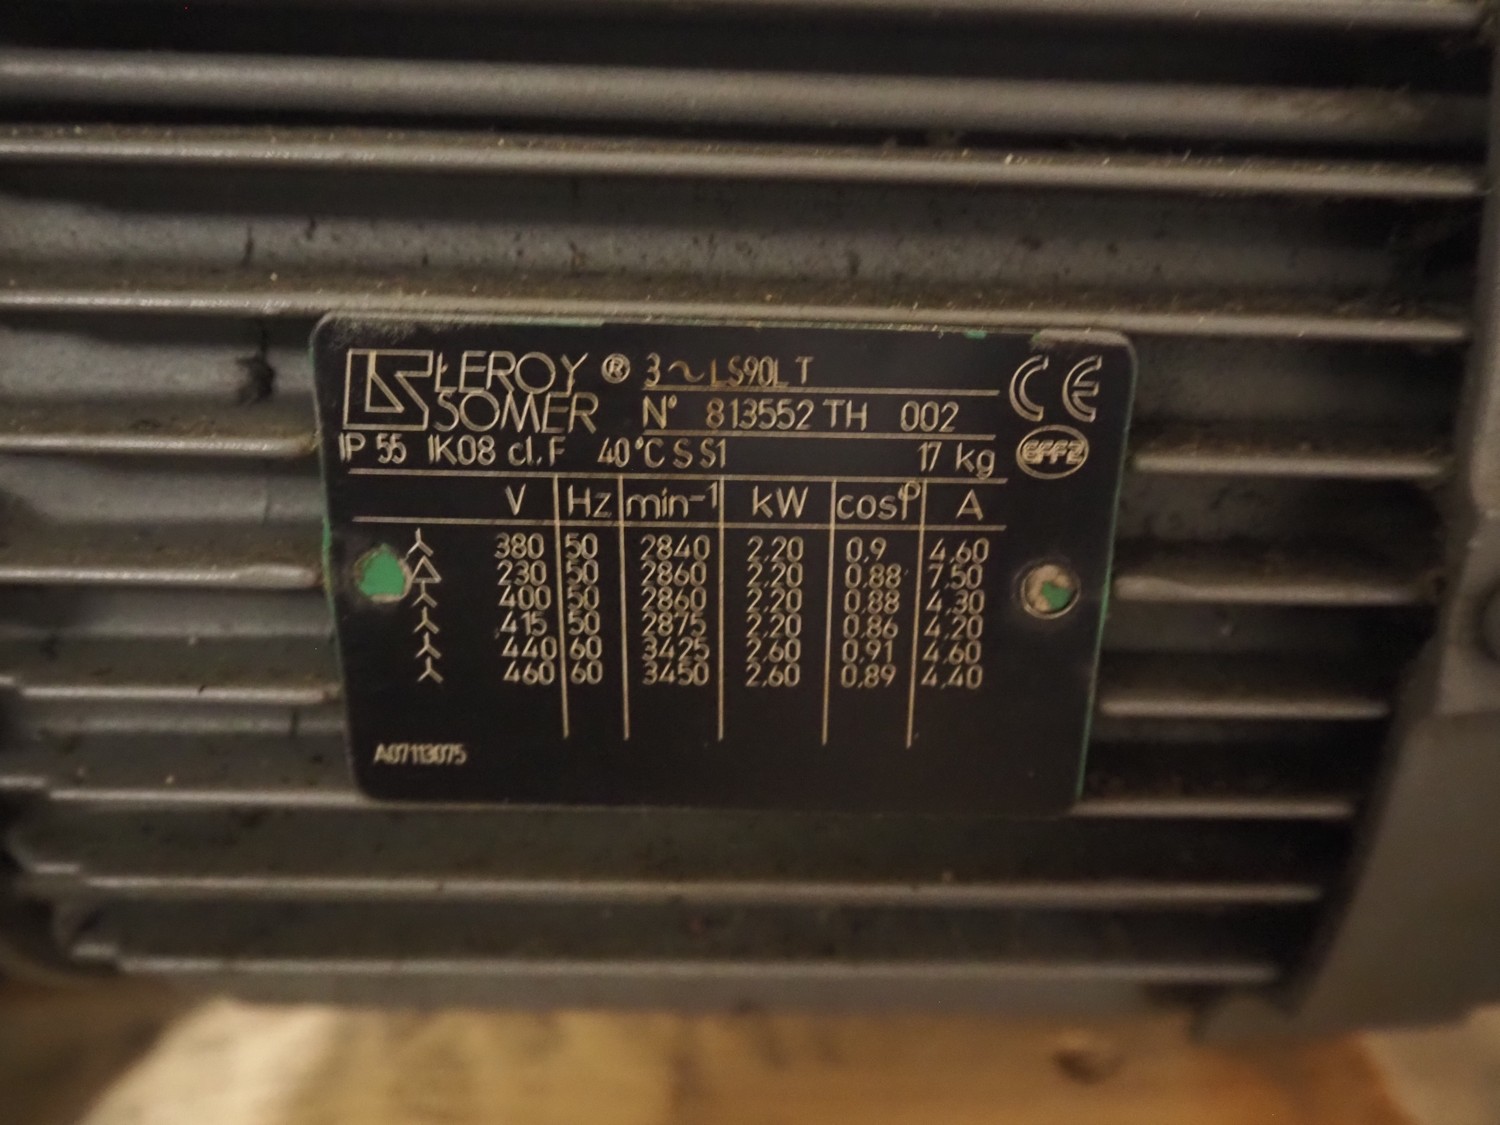 LEROY® 3~LS90L T
SOMER N° 813552 TH 002
CE
IP 55 IK08 cl.F 40°C S S1 17 kg
EFF2
V Hz min-1 kW cosφ A
380 50 2840 2,20 0,9 4,60
230 50 2860 2,20 0,88 7,50
400 50 2860 2,20 0,88 4,30
415 50 2875 2,20 0,86 4,20
440 60 3425 2,60 0,91 4,60
460 60 3450 2,60 0,89 4,40
A07113075